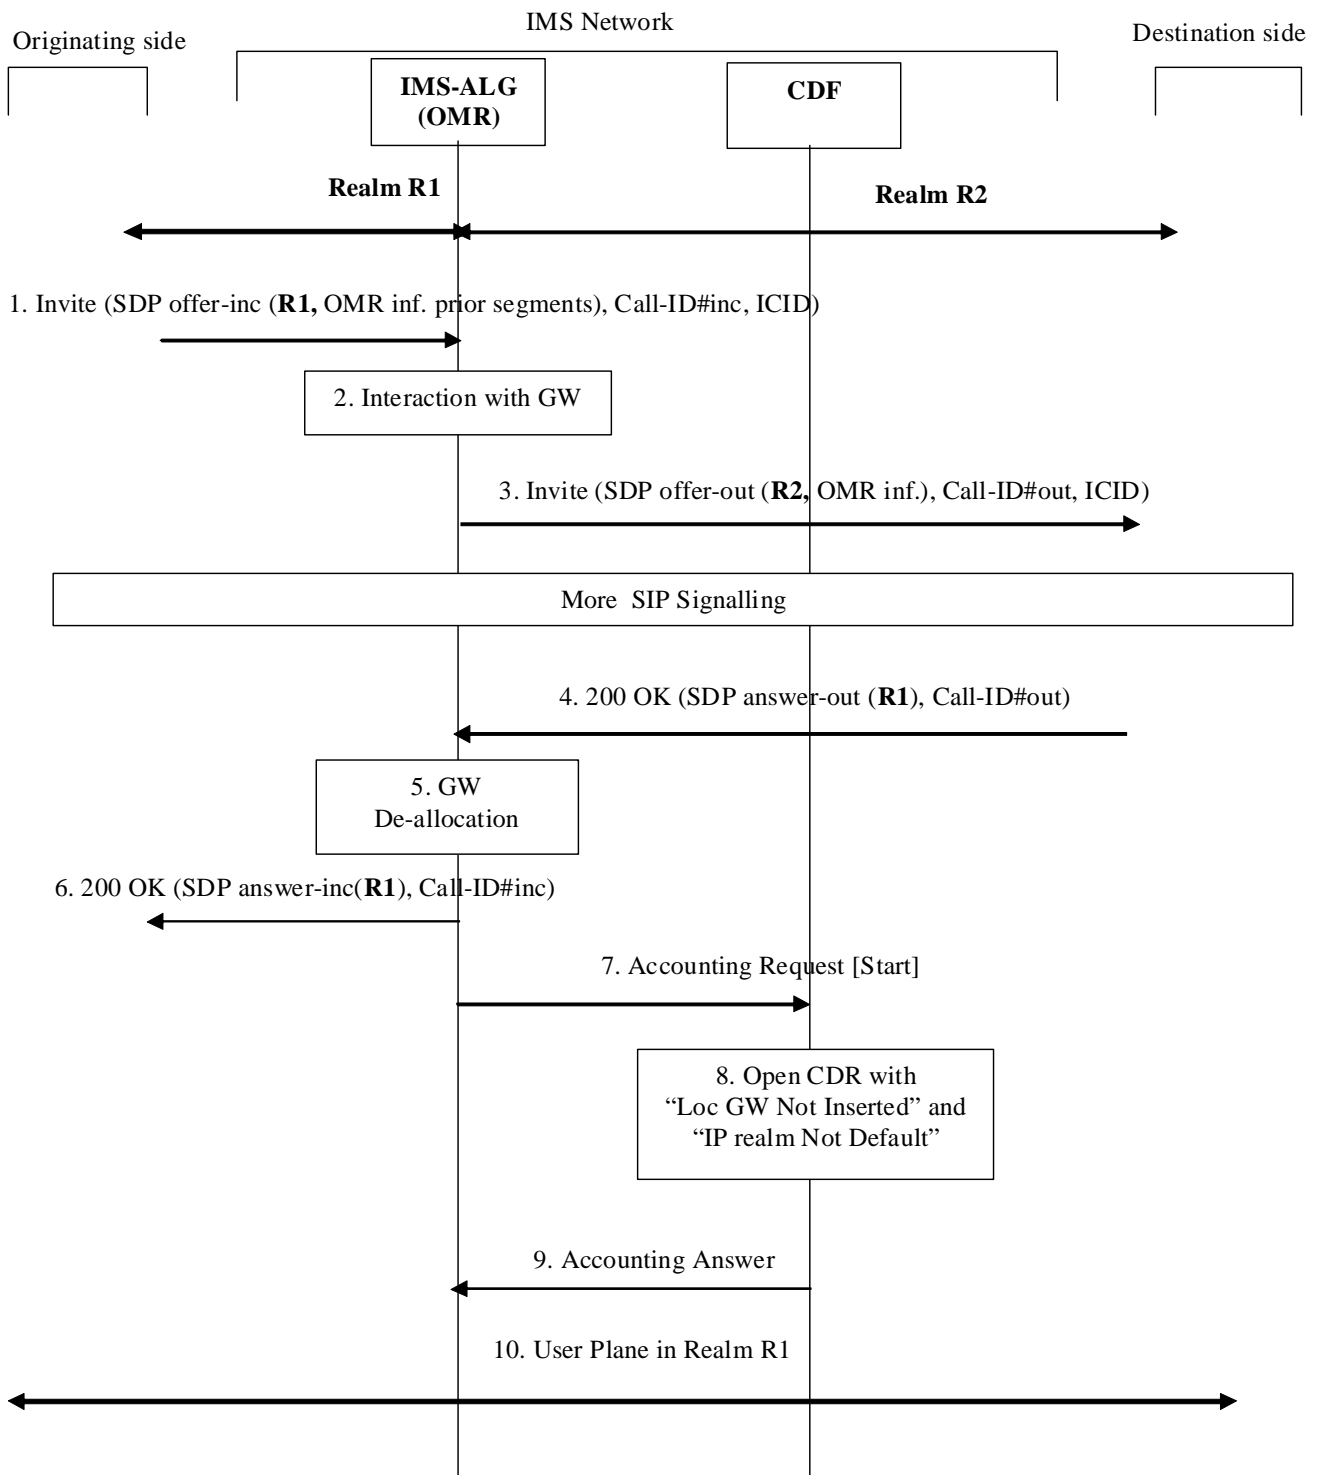 IMS Network
Originating side
Destination side
IMS-ALG
(OMR)
CDF
Realm R1
Realm R2
1. Invite (SDP offer-inc (R1, OMR inf. prior segments), Call-ID#inc, ICID)
2. Interaction with GW
3. Invite (SDP offer-out (R2, OMR inf.), Call-ID#out, ICID)
More SIP Signalling
4. 200 OK (SDP answer-out (R1), Call-ID#out)
5. GW
De-allocation
6. 200 OK (SDP answer-inc(R1), Call-ID#inc)
7. Accounting Request [Start]
8. Open CDR with
“Loc GW Not Inserted” and
“IP realm Not Default”
9. Accounting Answer
10. User Plane in Realm R1